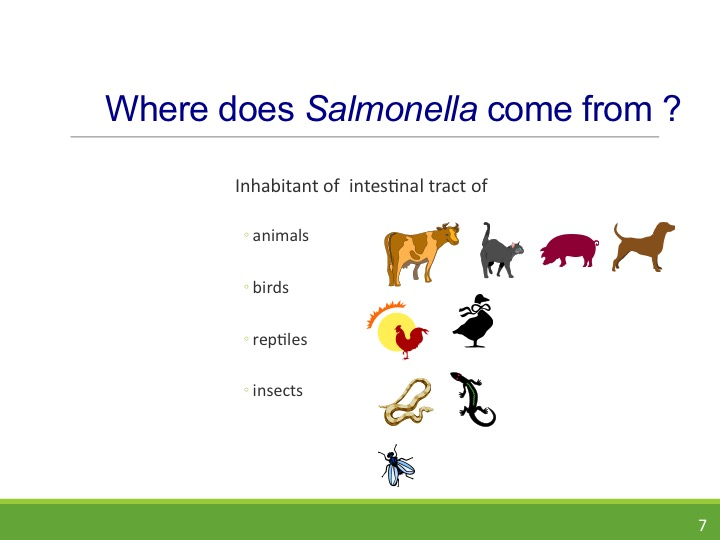 Where does Salmonella come from ?
Inhabitant of  intestinal tract of
◦ animals
◦ birds
◦ reptiles
◦ insects
7